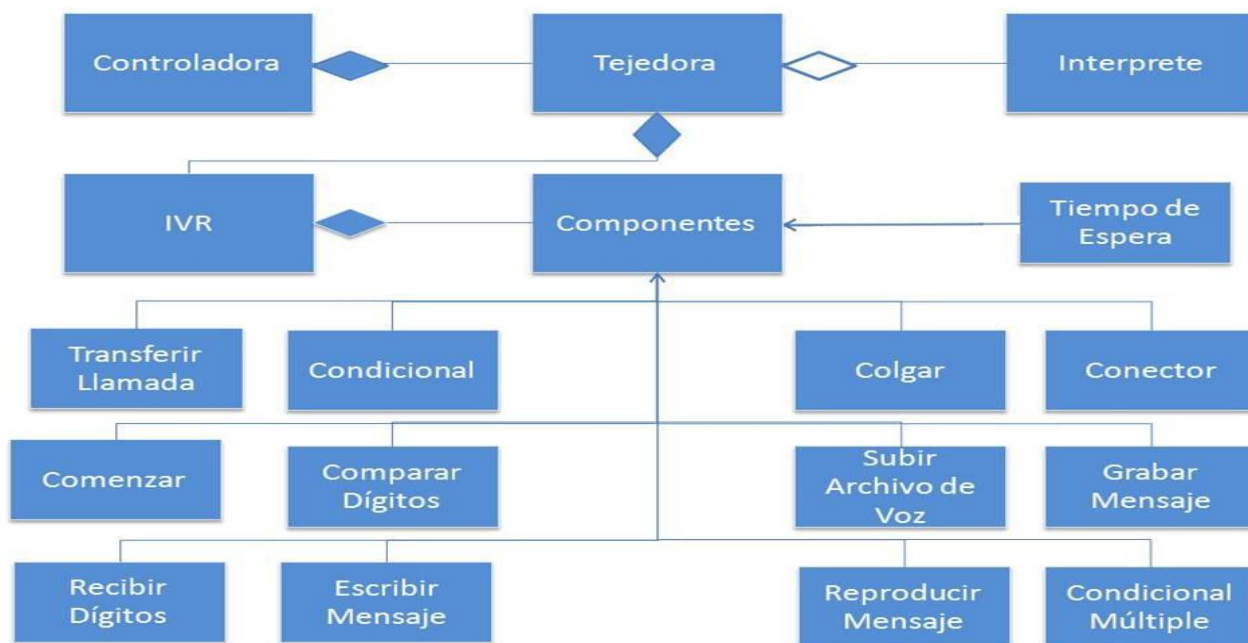 Controladora
Tejedora
Interprete
IVR
Componentes
Tiempo de
Espera
Transferir
Llamada
Condicional
Colgar
Conector
Comenzar
Comparar
Dígitos
Subir
Archivo de
Voz
Grabar
Mensaje
Recibir
Dígitos
Escribir
Mensaje
Reproducir
Mensaje
Condicional
Múltiple